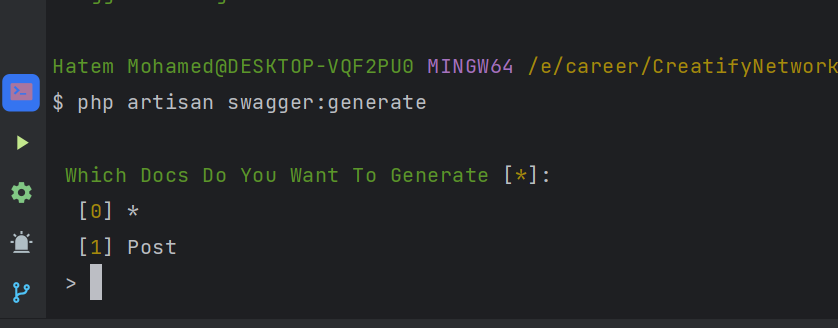 Hatem Mohamed@DESKTOP-VQF2PU0 MINGW64 /e/career/CreatifyNetwork
$ php artisan swagger:generate
Which Docs Do You Want To Generate [*]:
[0] *
[1] Post
>